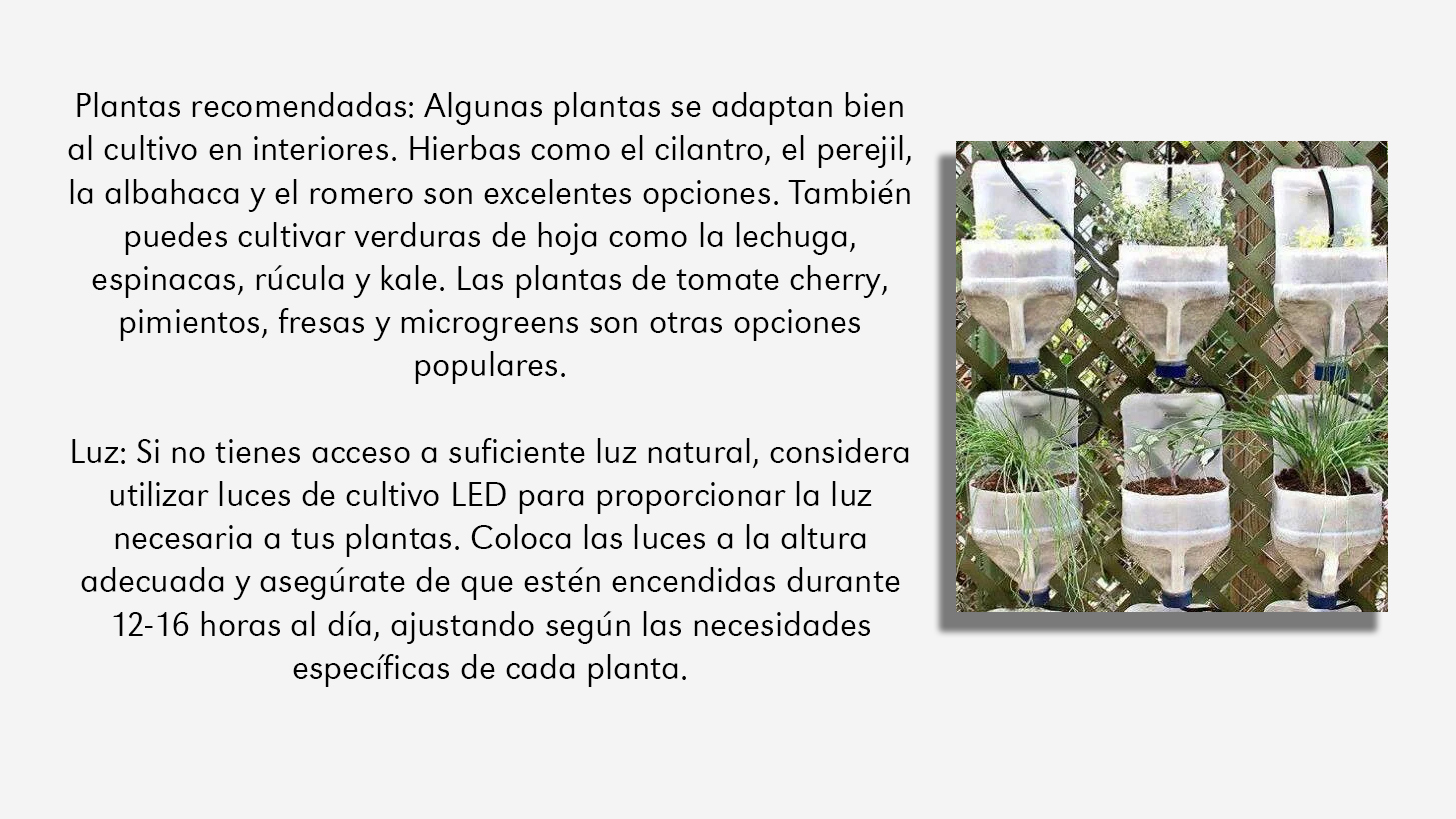 Plantas recomendadas: Algunas plantas se adaptan bien
al cultivo en interiores. Hierbas como el cilantro, el perejil,
la albahaca y el romero son excelentes opciones. También
puedes cultivar verduras de hoja como la lechuga,
espinacas, rúcula y kale. Las plantas de tomate cherry,
pimientos, fresas y microgreens son otras opciones
populares.
Luz: Si no tienes acceso a suficiente luz natural, considera
utilizar luces de cultivo LED para proporcionar la luz
necesaria a tus plantas. Coloca las luces a la altura
adecuada y asegúrate de que estén encendidas durante
12-16 horas al día, ajustando según las necesidades
específicas de cada planta.